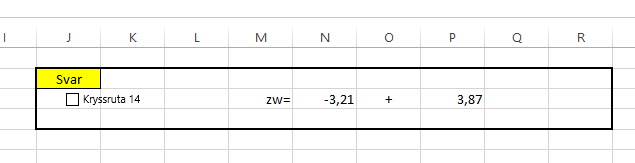 I J K L M N O P Q R
Svar
Kryssruta 14 zw= -3,21 + 3,87